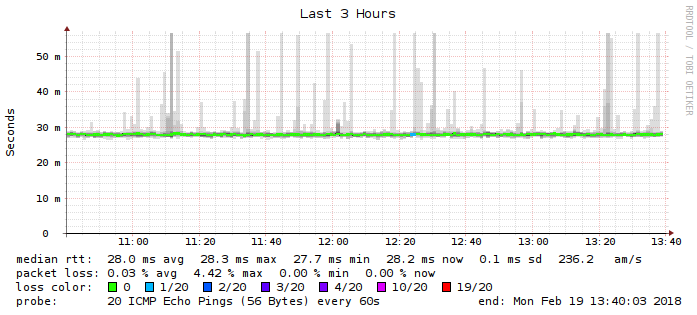 Last 3 Hours
RRDTOOL / TOBI OETIKER
Seconds
50 m
40 m
30 m
20 m
10 m
0
11:00 11:20 11:40 12:00 12:20 12:40 13:00 13:20 13:40
median rtt: 28.0 ms avg 28.3 ms max 27.7 ms min 28.2 ms now 0.1 ms sd 236.2 am/s
packet loss: 0.03 % avg 4.42 % max 0.00 % min 0.00 % now
loss color: 0 1/20 2/20 3/20 4/20 10/20 19/20
probe: 20 ICMP Echo Pings (56 Bytes) every 60s end: Mon Feb 19 13:40:03 2018